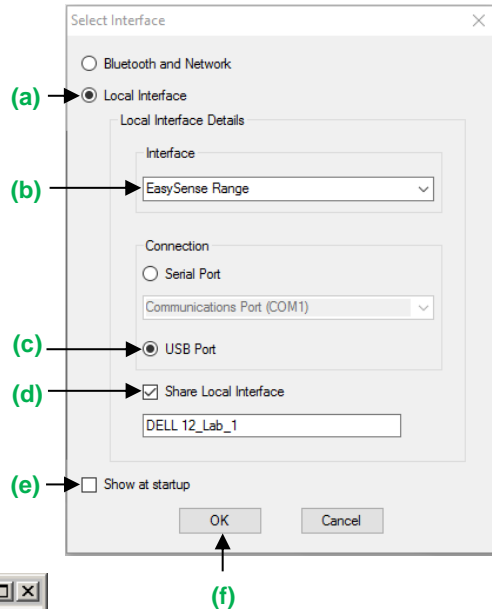 Select Interface
Bluetooth and Network
(a) Local Interface
Local Interface Details
Interface
(b) EasySense Range
Connection
Serial Port
Communications Port (COM1)
(c) USB Port
(d) Share Local Interface
DELL 12_Lab_1
(e) Show at startup
OK Cancel
(f)